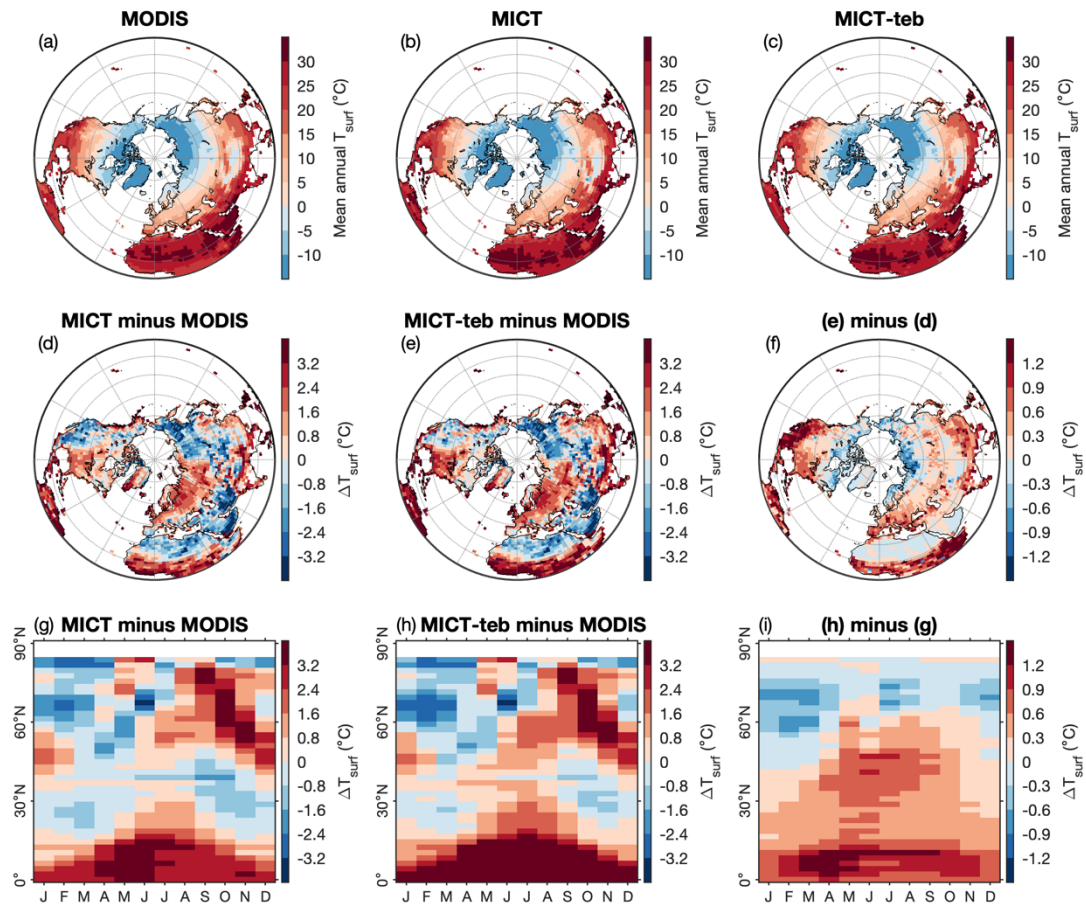 MODIS
MICT
MICT-teb
(a)
30
25
20
15
10
5
0
-5
-10
Mean annual T_surf (°C)
(b)
30
25
20
15
10
5
0
-5
-10
Mean annual T_surf (°C)
(c)
30
25
20
15
10
5
0
-5
-10
Mean annual T_surf (°C)
MICT minus MODIS
MICT-teb minus MODIS
(e) minus (d)
(d)
3.2
2.4
1.6
0.8
0
-0.8
-1.6
-2.4
-3.2
ΔT_surf (°C)
(e)
3.2
2.4
1.6
0.8
0
-0.8
-1.6
-2.4
-3.2
ΔT_surf (°C)
(f)
1.2
0.9
0.6
0.3
0
-0.3
-0.6
-0.9
-1.2
ΔT_surf (°C)
(g) MICT minus MODIS
90°N
60°N
30°N
0°
J F M A M J J A S O N D
3.2
2.4
1.6
0.8
0
-0.8
-1.6
-2.4
-3.2
ΔT_surf (°C)
(h) MICT-teb minus MODIS
90°N
60°N
30°N
0°
J F M A M J J A S O N D
3.2
2.4
1.6
0.8
0
-0.8
-1.6
-2.4
-3.2
ΔT_surf (°C)
(i) (h) minus (g)
90°N
60°N
30°N
0°
J F M A M J J A S O N D
1.2
0.9
0.6
0.3
0
-0.3
-0.6
-0.9
-1.2
ΔT_surf (°C)